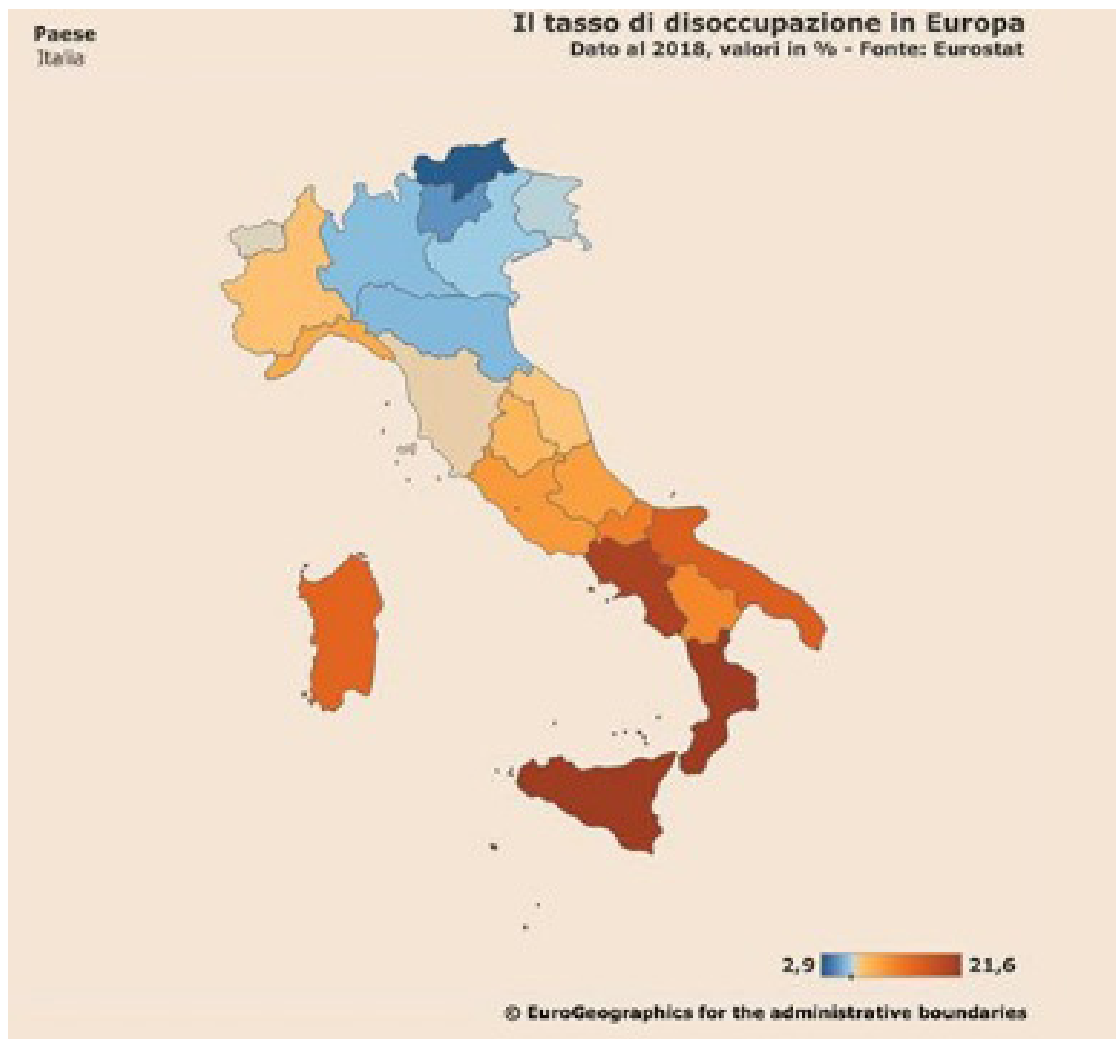 Paese
Italia
Il tasso di disoccupazione in Europa
Dato al 2018, valori in % - Fonte: Eurostat
2,9 21,6
© EuroGeographics for the administrative boundaries